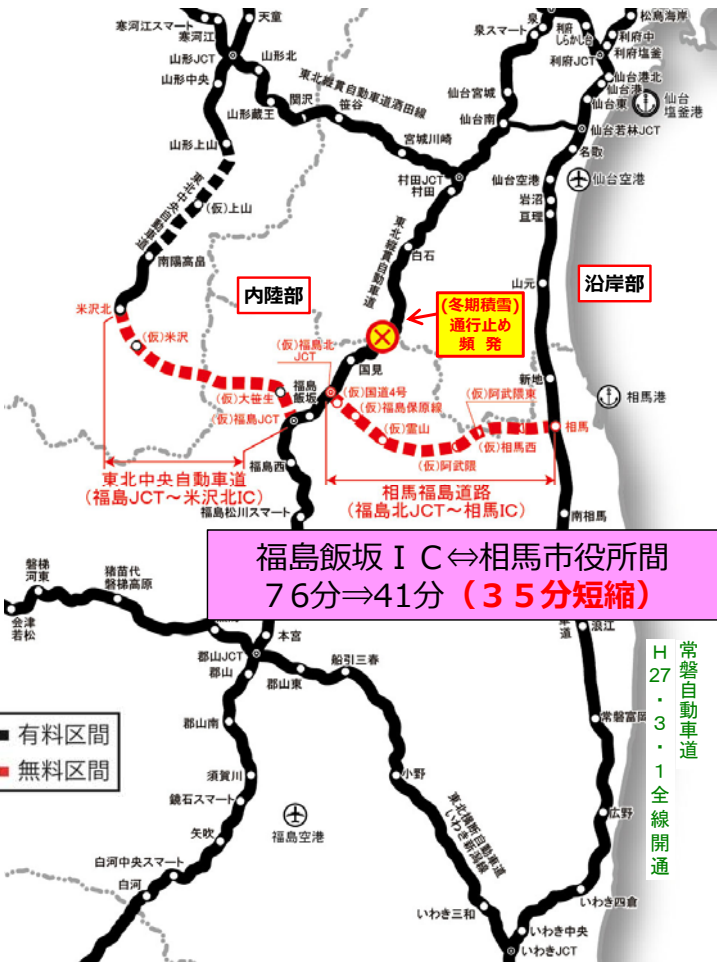 寒河江スマート
寒河江
天童
山形JCT
山形北
山形中央
山形蔵王
関沢
笹谷
東北縦貫自動車道酒田線
宮城川崎
山形上山
東北中央自動車道
(仮)上山
南陽高畠
泉スマート
泉
利府
しらかし台
松島海岸
利府中
利府塩釜
利府JCT
仙台港北
仙台港
仙台東
仙台
塩釜港
仙台宮城
仙台南
仙台若林JCT
名取
村田JCT
村田
仙台空港
仙台空港
岩沼
亘理
東北縦貫自動車道
白石
山元
内陸部
沿岸部
米沢北
(仮)米沢
(冬期積雪)
通行止め
頻 発
(仮)福島北
JCT
国見
新地
相馬港
(仮)大笹生
福島
飯坂
(仮)国道4号
(仮)福島保原線
(仮)阿武隈東
(仮)福島JCT
(仮)霊山
(仮)相馬西
相馬
(仮)阿武隈
福島西
東北中央自動車道
(福島JCT～米沢北IC)
相馬福島道路
(福島北JCT～相馬IC)
福島松川スマート
南相馬
福島飯坂ＩＣ⇔相馬市役所間
７６分⇒41分（３５分短縮）
磐梯
河東
猪苗代
磐梯高原
会津
若松
本宮
郡山JCT
郡山
郡山東
船引三春
車道
浪江
常磐自動車道
Ｈ27・3・1全線開通
常磐富岡
有料区間
無料区間
郡山南
須賀川
鏡石スマート
小野
東北横断自動車道
いわき新潟線
広野
福島空港
矢吹
白河中央スマート
白河
いわき三和
いわき四倉
いわき中央
いわきJCT